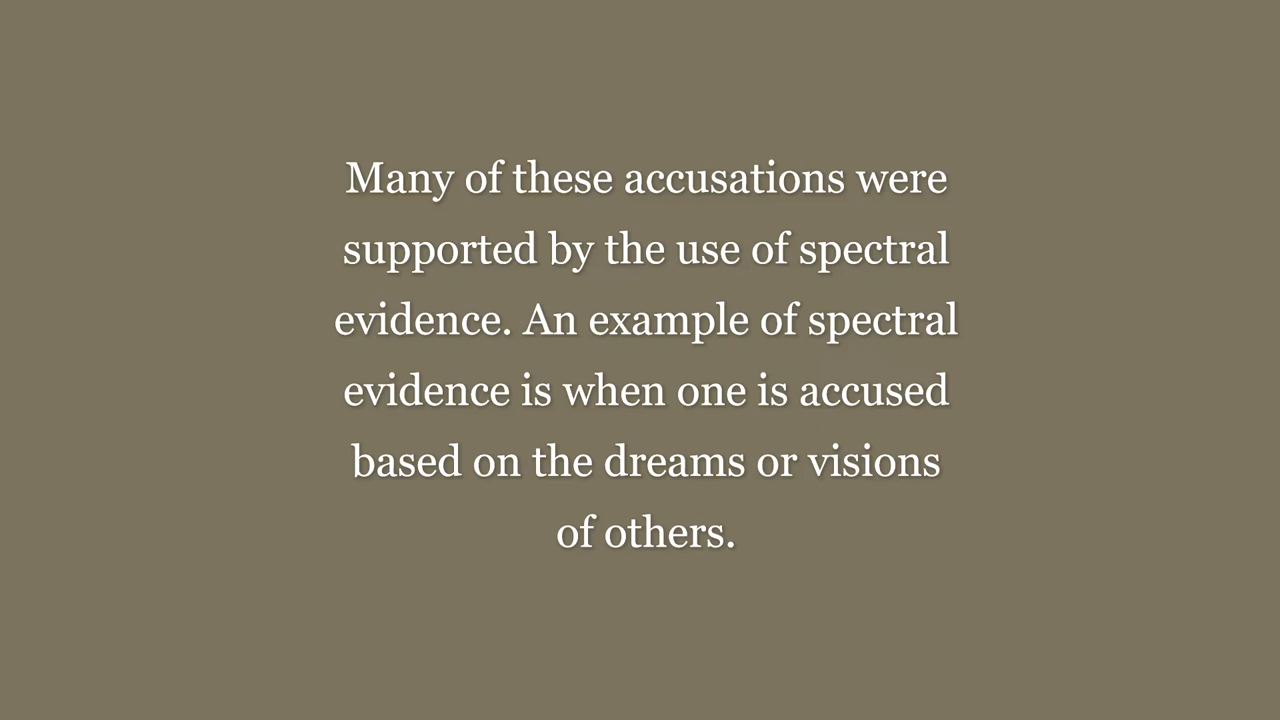 Many of these accusations were
supported by the use of spectral
evidence. An example of spectral
evidence is when one is accused
based on the dreams or visions
of others.